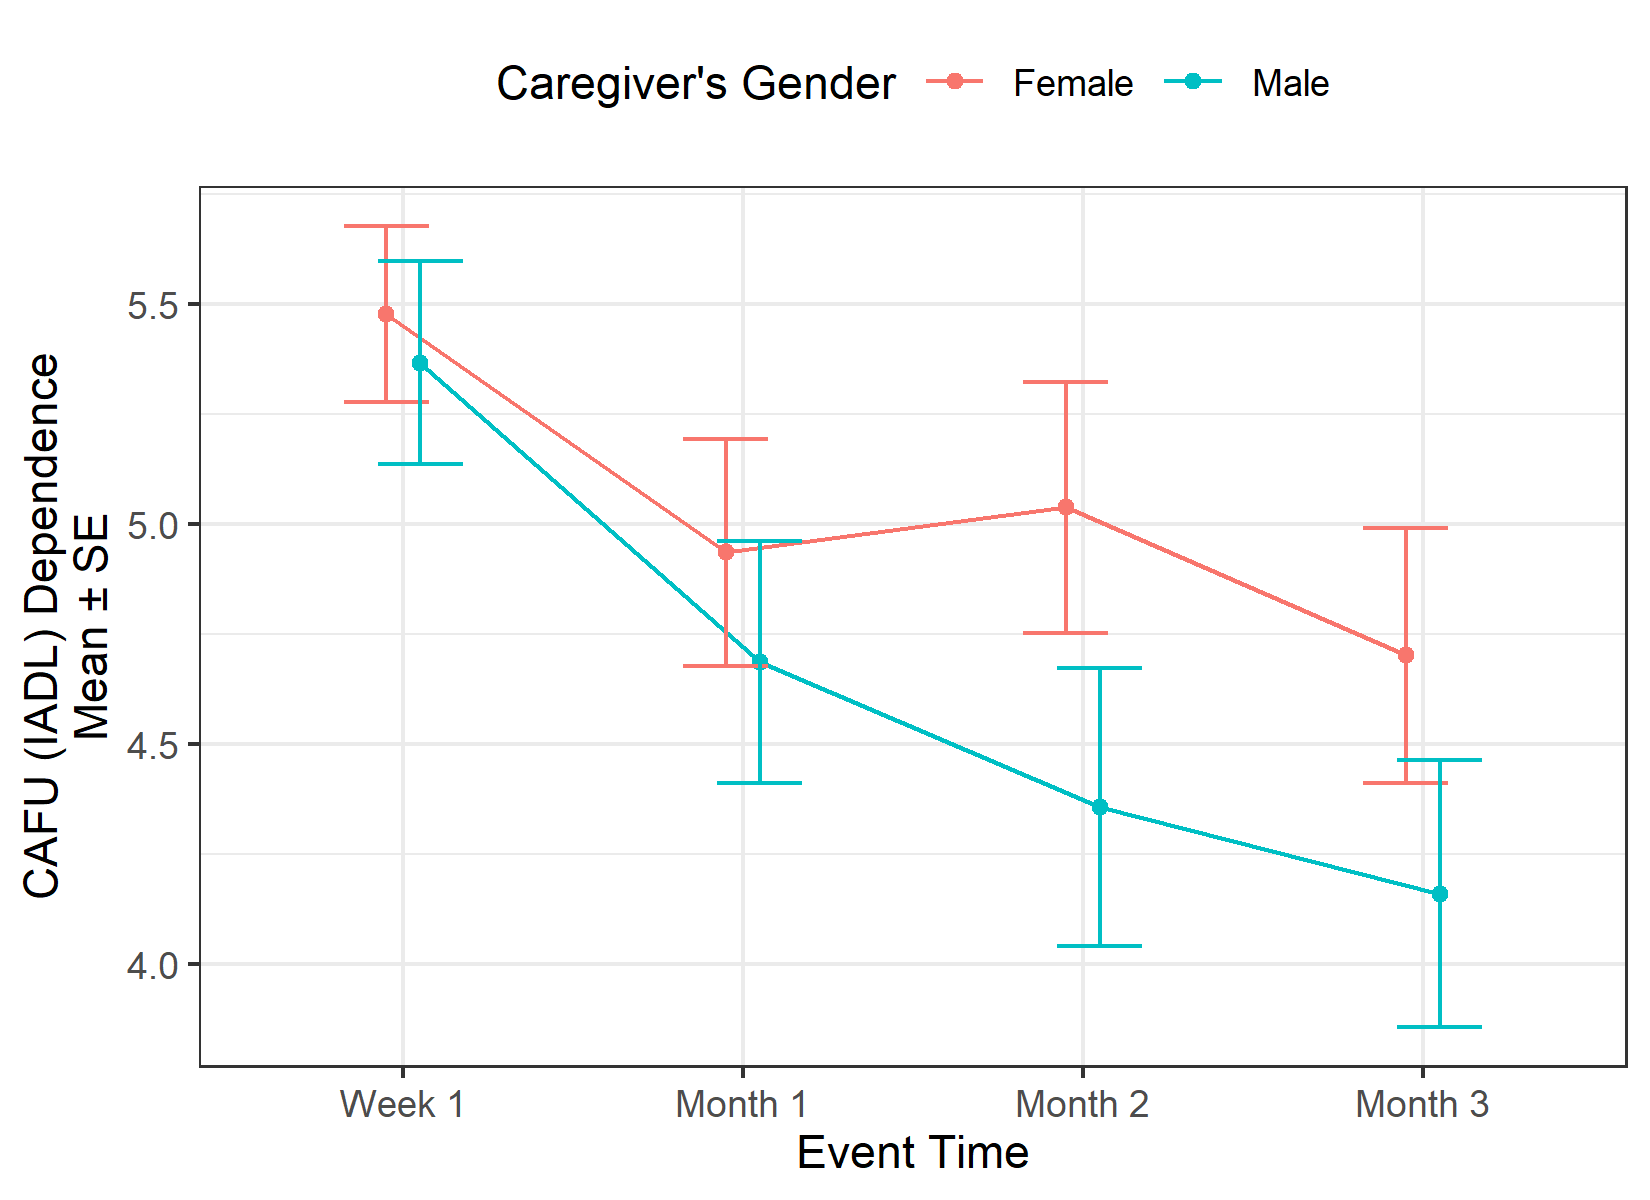 Caregiver's Gender Female Male
5.5
5.0
4.5
4.0
CAFU (IADL) Dependence
Mean ± SE
Week 1 Month 1 Month 2 Month 3
Event Time